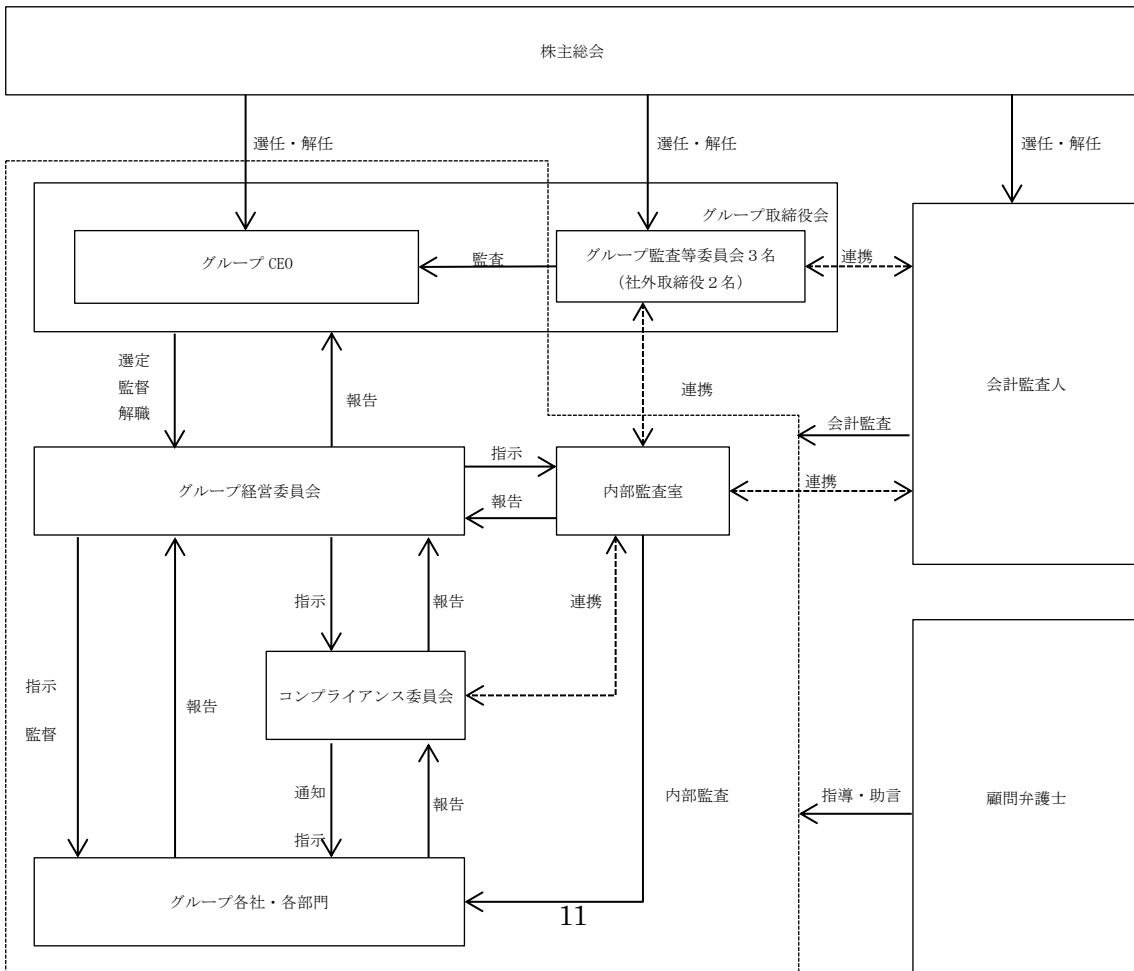 株主総会
選任・解任
選任・解任
選任・解任
グループ取締役会
グループ CEO
監査
グループ監査等委員会３名
（社外取締役２名）
連携
選定
監督
解職
報告
連携
会計監査人
会計監査
グループ経営委員会
指示
報告
内部監査室
連携
指示
報告
連携
コンプライアンス委員会
指示
監督
報告
通知
指示
報告
内部監査
指導・助言
顧問弁護士
グループ各社・各部門
11